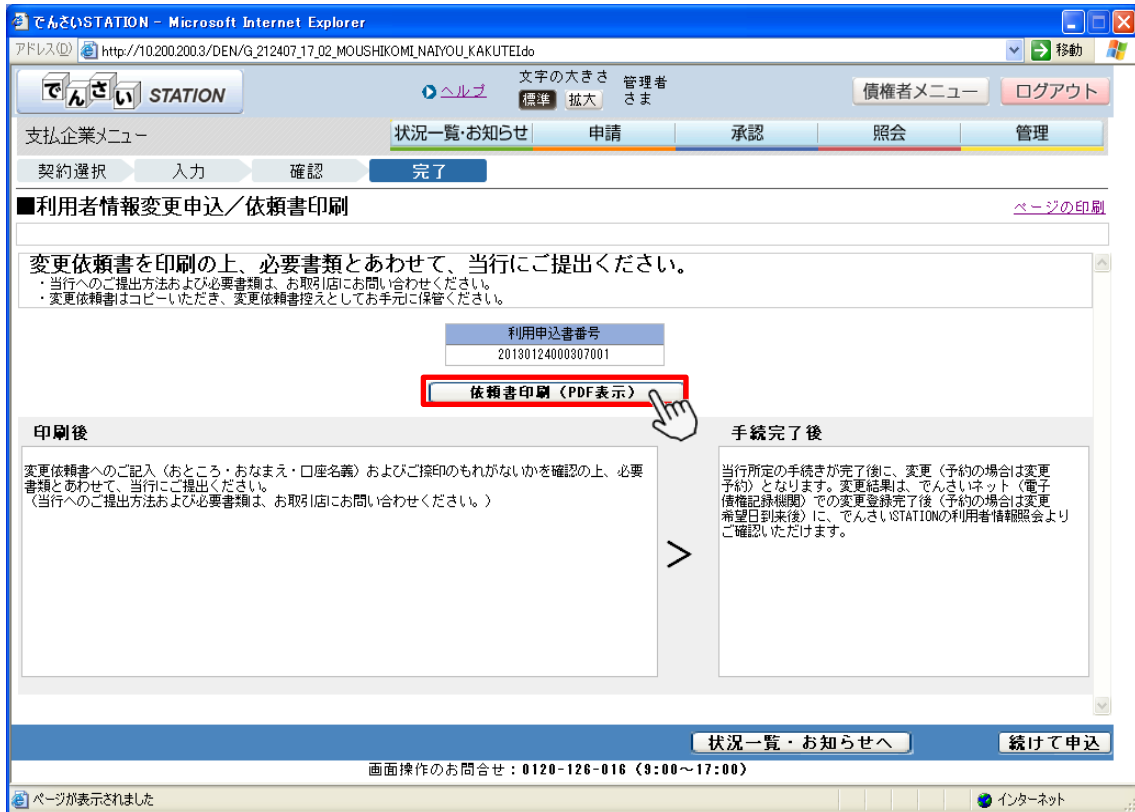 でんさいSTATION - Microsoft Internet Explorer
アドレス(D) http://10.200.200.3/DEN/G_212407_17_02_MOUSHIKOMI_NAIYOU_KAKUTEI.do 移動
でんさい STATION ヘルプ 文字の大きさ 標準 拡大 管理者 さま 債権者メニュー ログアウト
支払企業メニュー 状況一覧・お知らせ 申請 承認 照会 管理
契約選択 入力 確認 完了
■利用者情報変更申込/依頼書印刷 ページの印刷
変更依頼書を印刷の上、必要書類とあわせて、当行にご提出ください。
・当行へのご提出方法および必要書類は、お取引店にお問い合わせください。
・変更依頼書はコピーいただき、変更依頼書控えとしてお手元に保管ください。
利用申込書番号
20130124000307001
依頼書印刷(PDF表示)
印刷後
変更依頼書へのご記入(おところ・おなまえ・口座名義)およびご捺印のもれがないかを確認の上、必要
書類とあわせて、当行にご提出ください。
(当行へのご提出方法および必要書類は、お取引店にお問い合わせください。)
>
手続完了後
当行所定の手続きが完了後に、変更(予約の場合は変更
予約)となります。変更結果は、でんさいネット(電子
債権記録機関)での変更登録完了後(予約の場合は変更
希望日到来後)に、でんさいSTATIONの利用者情報照会より
ご確認いただけます。
状況一覧・お知らせへ 続けて申込
画面操作のお問合せ:0120-126-016(9:00~17:00)
ページが表示されました インターネット